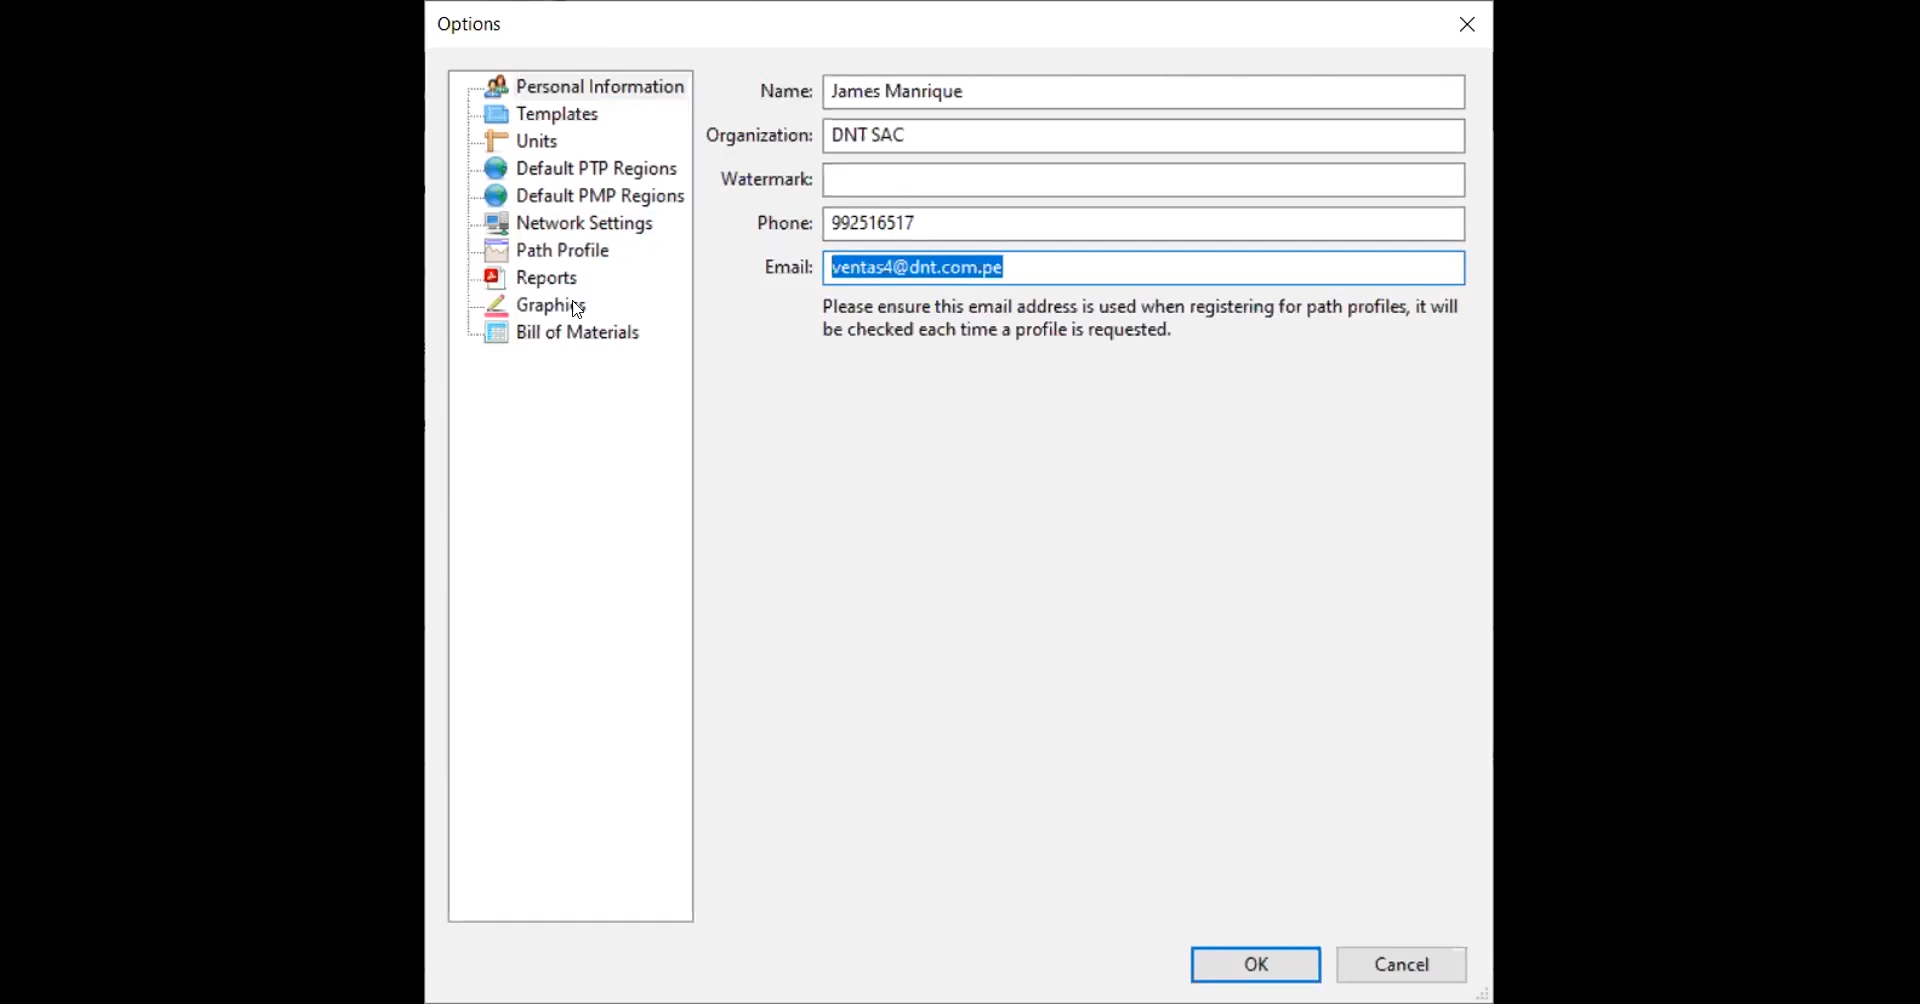 Options
Personal Information
Templates
Units
Default PTP Regions
Default PMP Regions
Network Settings
Path Profile
Reports
Graphics
Bill of Materials
Name: James Manrique
Organization: DNT SAC
Watermark:
Phone: 992516517
Email: ventas4@dnt.com.pe
Please ensure this email address is used when registering for path profiles, it will
be checked each time a profile is requested.
OK Cancel